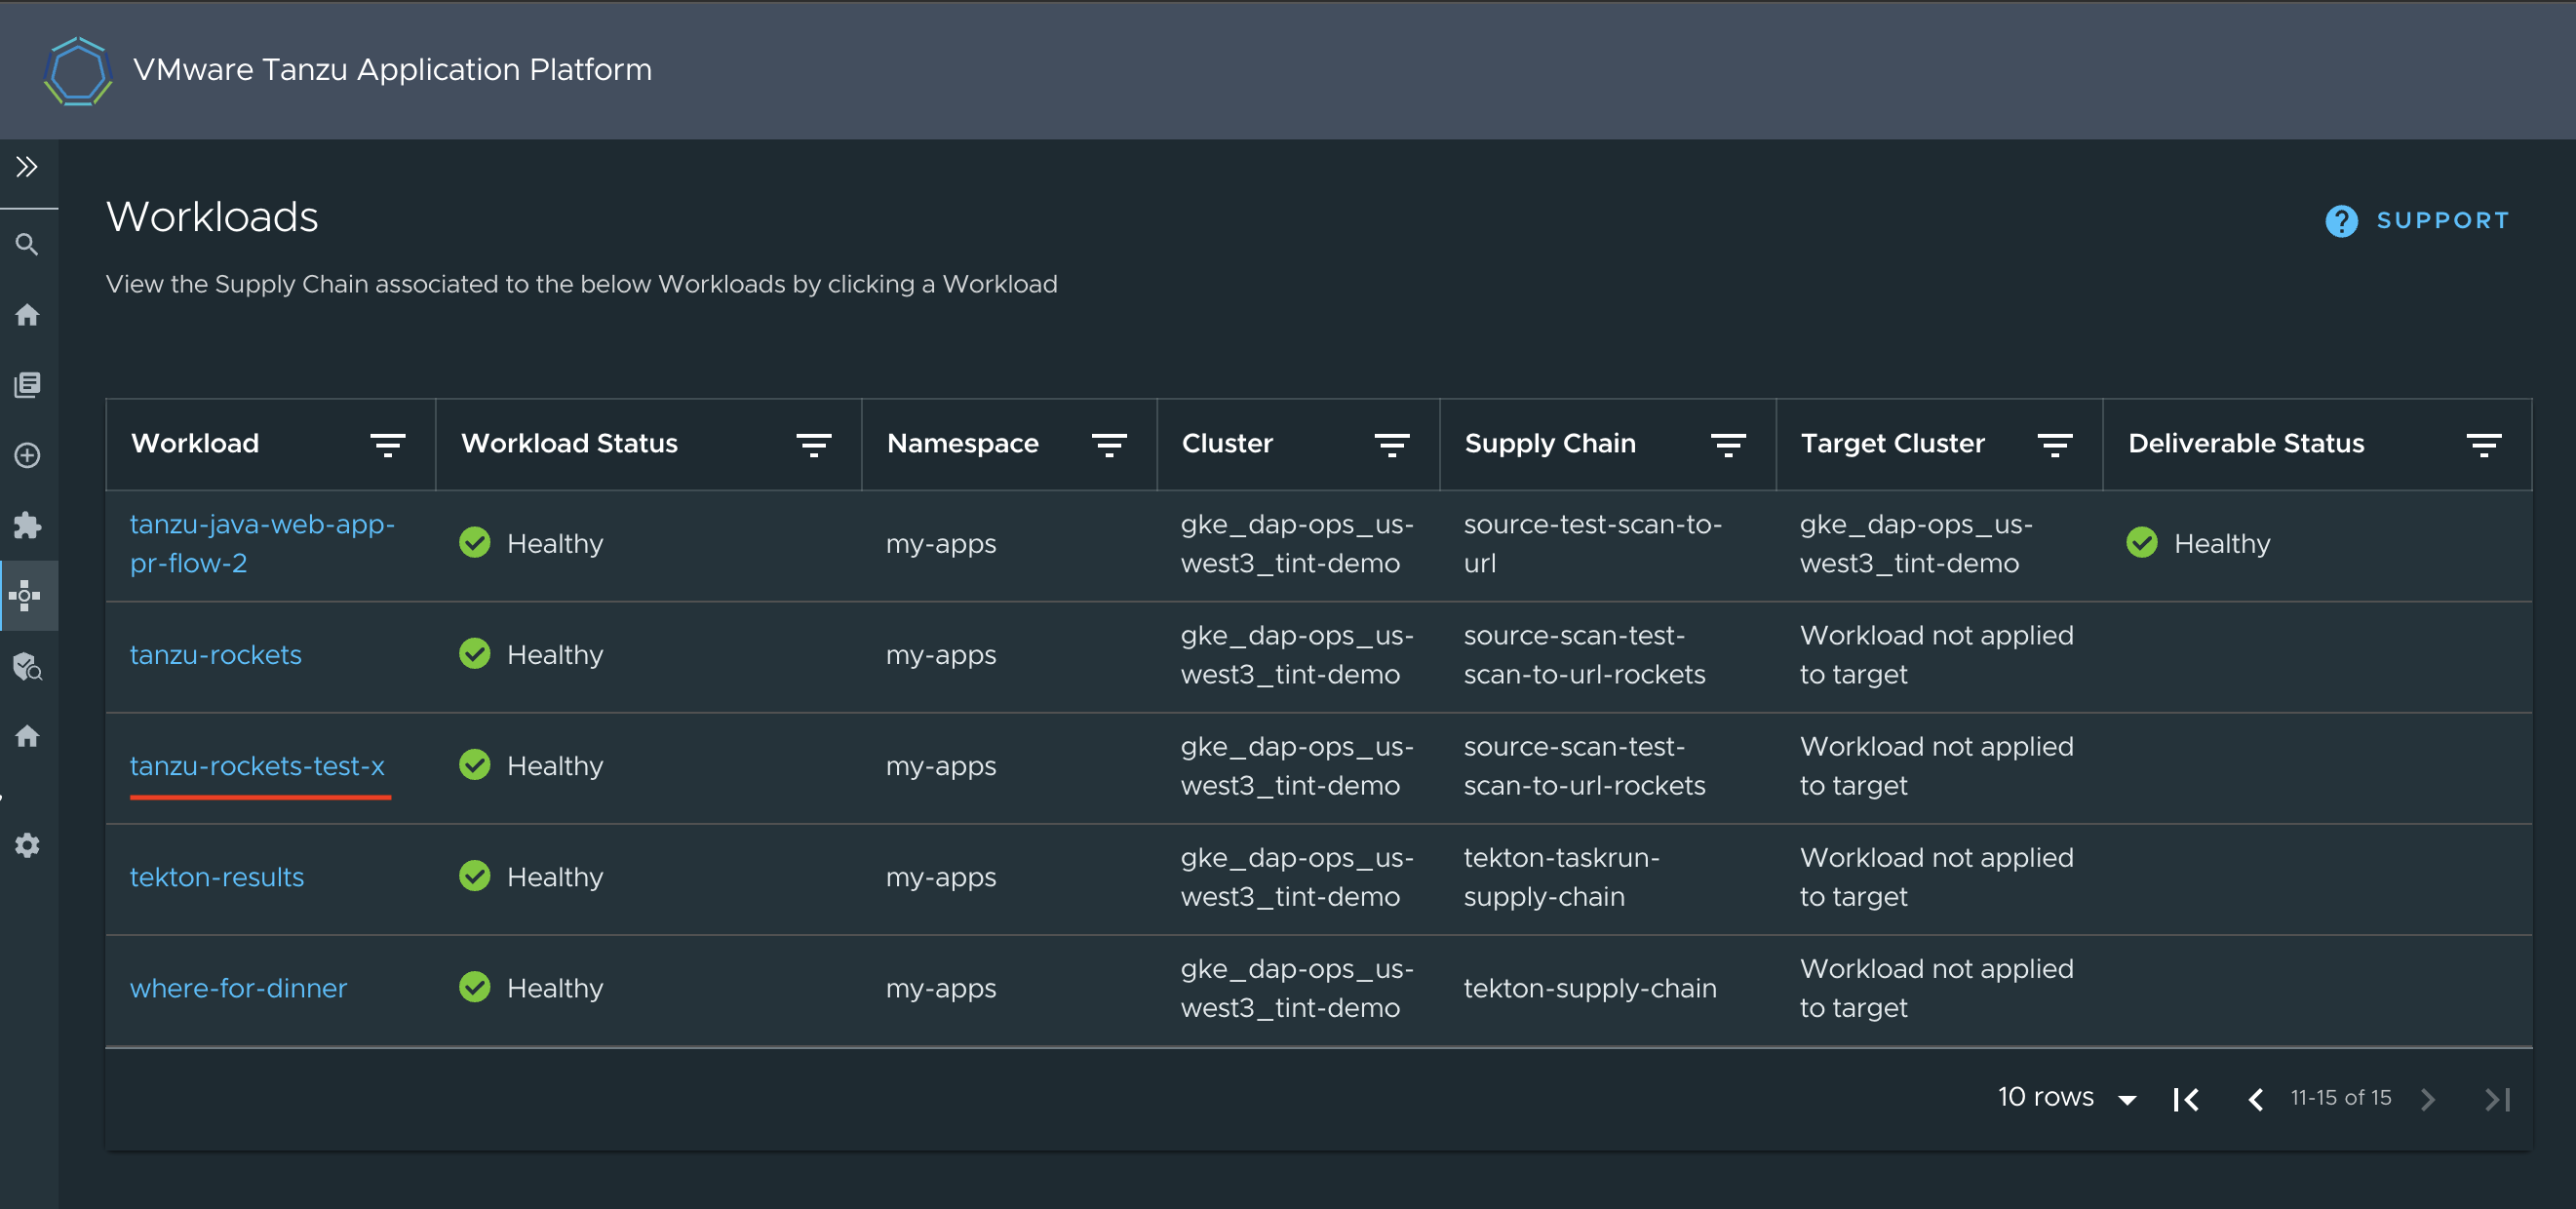 VMware Tanzu Application Platform
Workloads
SUPPORT
View the Supply Chain associated to the below Workloads by clicking a Workload
Workload Workload Status Namespace Cluster Supply Chain Target Cluster Deliverable Status
tanzu-java-web-app-
pr-flow-2
Healthy
my-apps
gke_dap-ops_us-
west3_tint-demo
source-test-scan-to-
url
gke_dap-ops_us-
west3_tint-demo
Healthy
tanzu-rockets
Healthy
my-apps
gke_dap-ops_us-
west3_tint-demo
source-scan-test-
scan-to-url-rockets
Workload not applied
to target
tanzu-rockets-test-x
Healthy
my-apps
gke_dap-ops_us-
west3_tint-demo
source-scan-test-
scan-to-url-rockets
Workload not applied
to target
tekton-results
Healthy
my-apps
gke_dap-ops_us-
west3_tint-demo
tekton-taskrun-
supply-chain
Workload not applied
to target
where-for-dinner
Healthy
my-apps
gke_dap-ops_us-
west3_tint-demo
tekton-supply-chain
Workload not applied
to target
10 rows
11-15 of 15